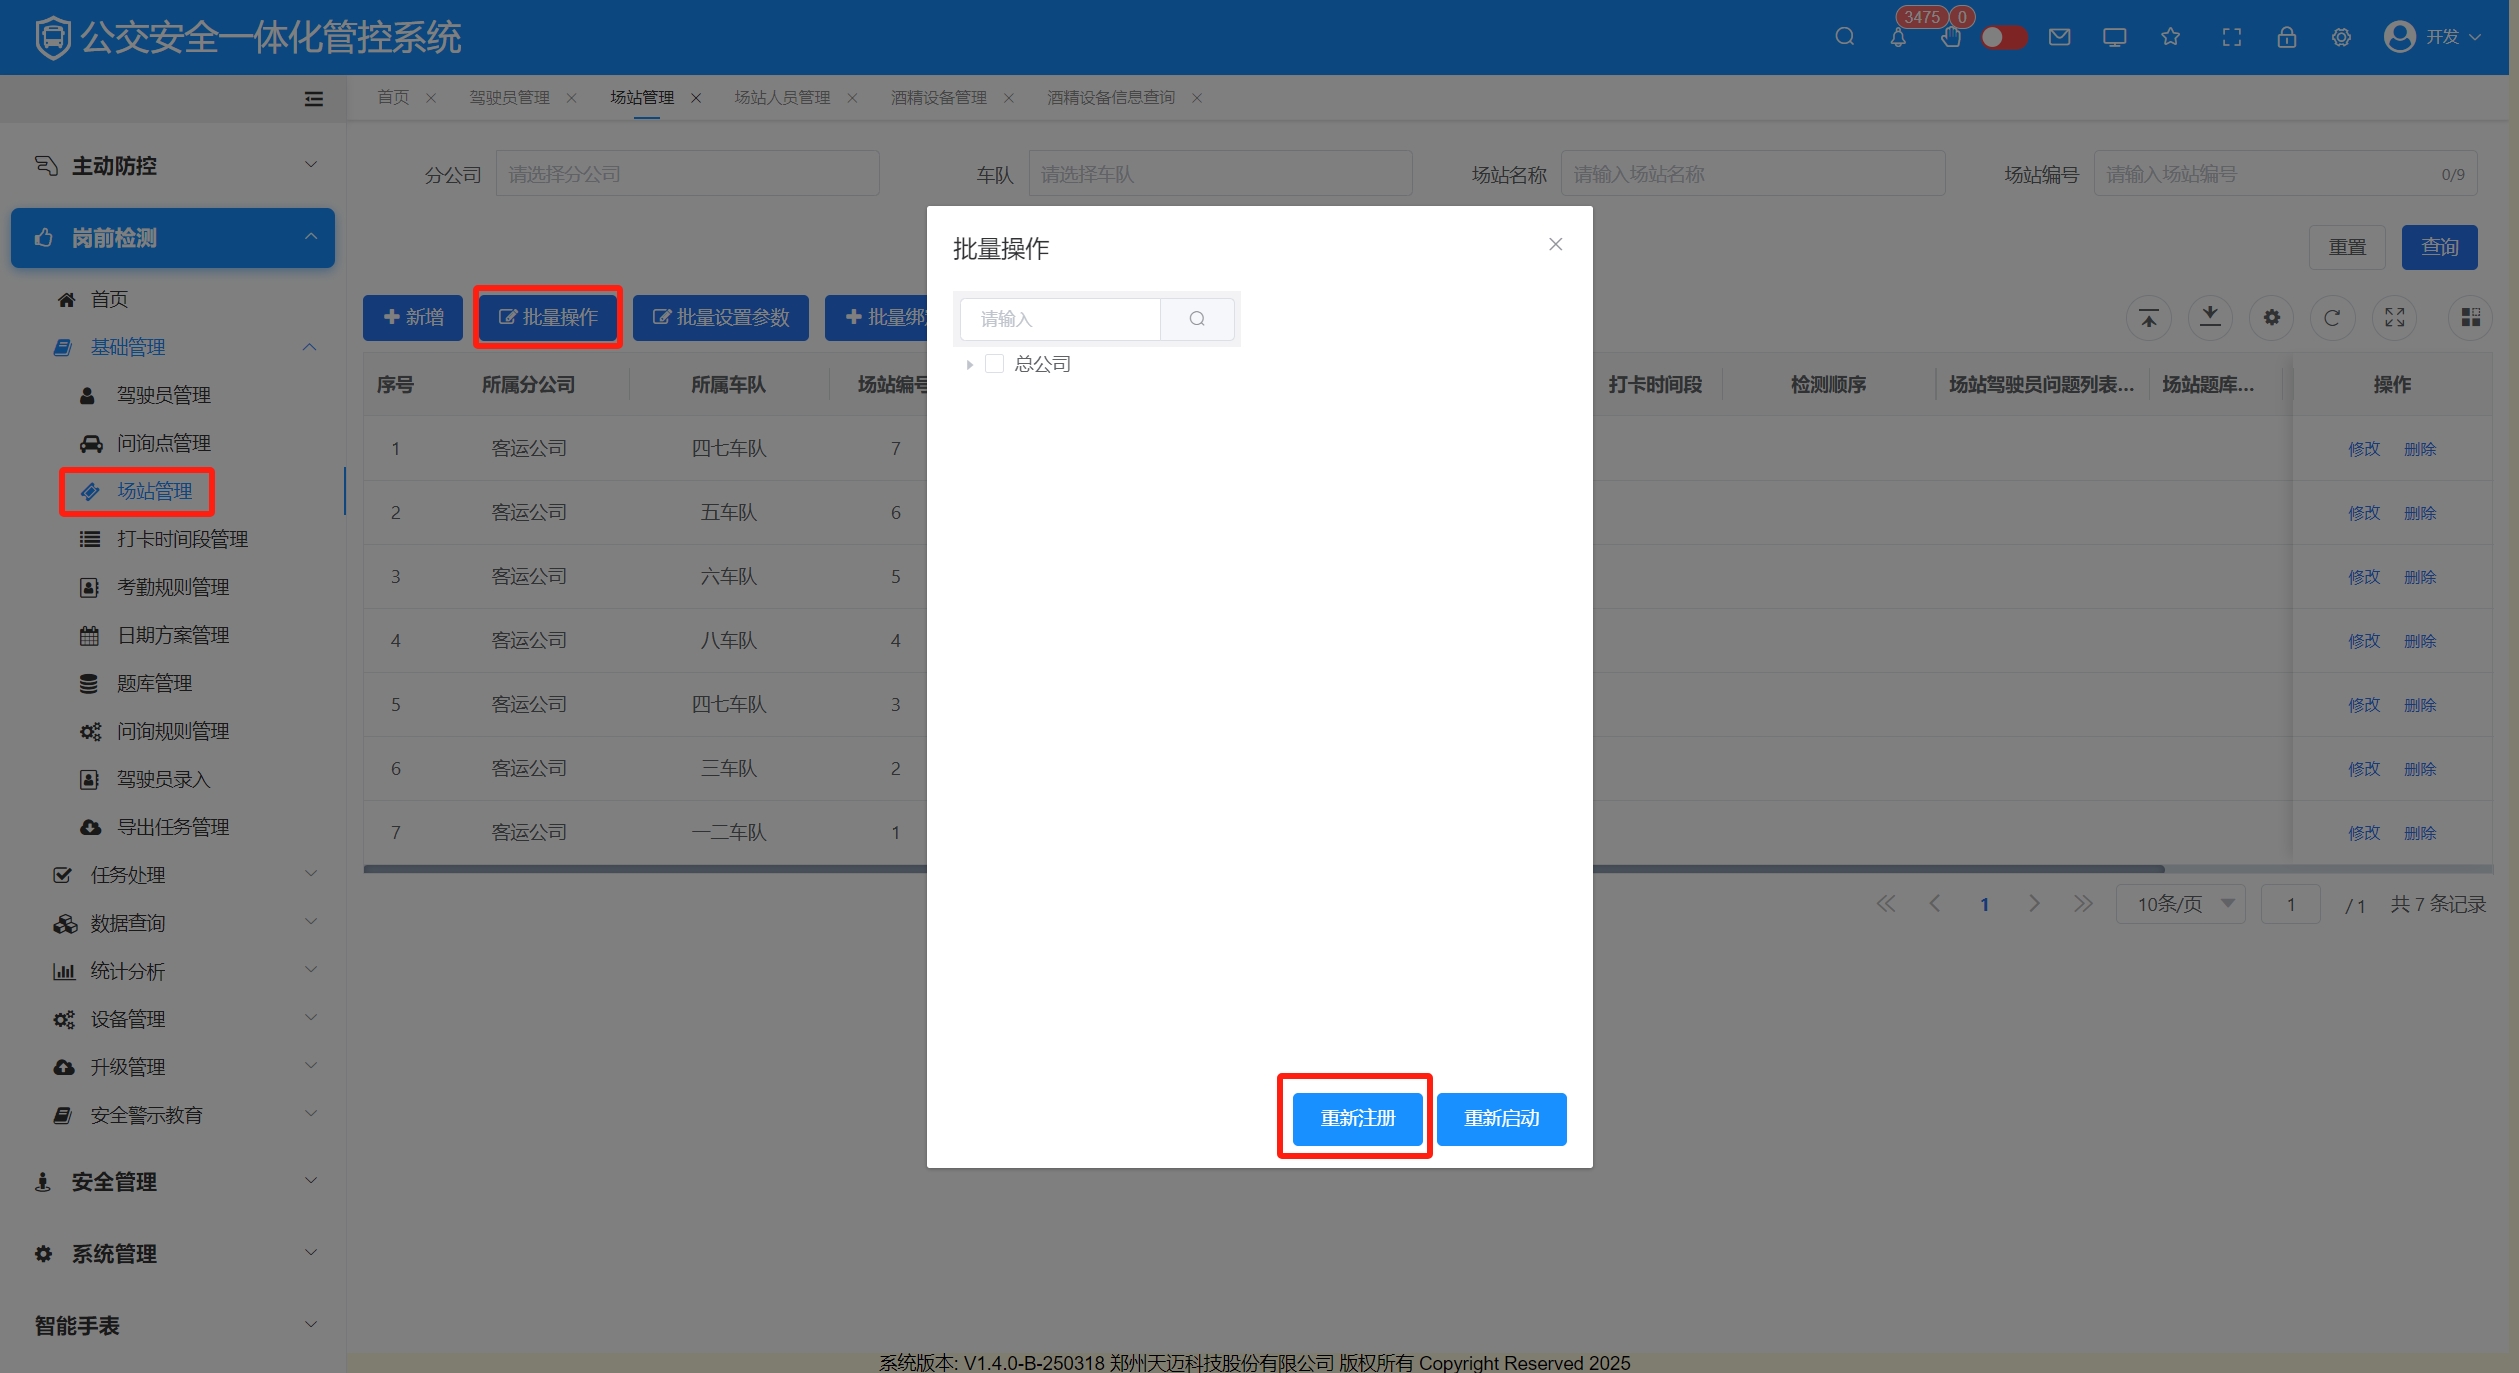 公交安全一体化管控系统
3475
0
开发
首页
驾驶员管理
场站管理
场站人员管理
酒精设备管理
酒精设备信息查询
主动防控
岗前检测
首页
基础管理
驾驶员管理
问询点管理
场站管理
打卡时间段管理
考勤规则管理
日期方案管理
题库管理
问询规则管理
驾驶员录入
导出任务管理
任务处理
数据查询
统计分析
设备管理
升级管理
安全警示教育
安全管理
系统管理
智能手表
分公司 请选择分公司
车队 请选择车队
场站名称 请输入场站名称
场站编号 请输入场站编号 0/9
重置 查询
新增 批量操作 批量设置参数 批量绑
序号 所属分公司 所属车队 场站编号 打卡时间段 检测顺序 场站驾驶员问题列表... 场站题库... 操作
1 客运公司 四七车队 7 修改 删除
2 客运公司 五车队 6 修改 删除
3 客运公司 六车队 5 修改 删除
4 客运公司 八车队 4 修改 删除
5 客运公司 四七车队 3 修改 删除
6 客运公司 三车队 2 修改 删除
7 客运公司 一二车队 1 修改 删除
1 10条/页 1 / 1 共 7 条记录
批量操作
请输入
总公司
重新注册 重新启动
系统版本: V1.4.0-B-250318 郑州天迈科技股份有限公司 版权所有 Copyright Reserved 2025